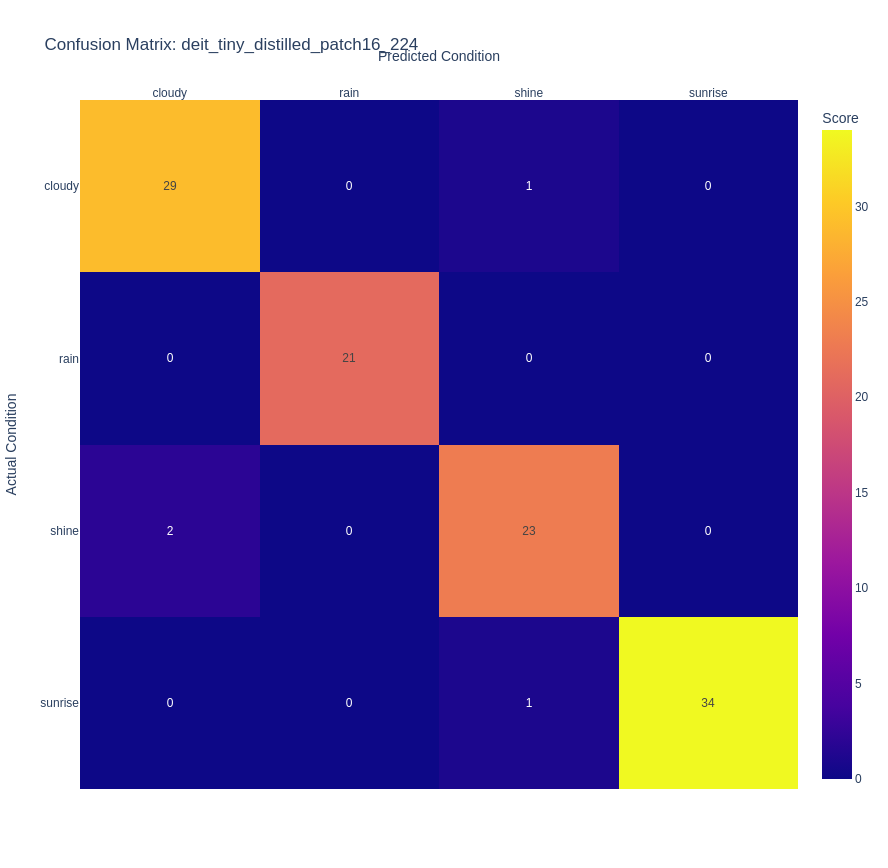 Confusion Matrix: deit_tiny_distilled_patch16_224
Predicted Condition
cloudy rain shine sunrise
Score
cloudy 29 0 1 0
rain 0 21 0 0
shine 2 0 23 0
sunrise 0 0 1 34
Actual Condition
30
25
20
15
10
5
0